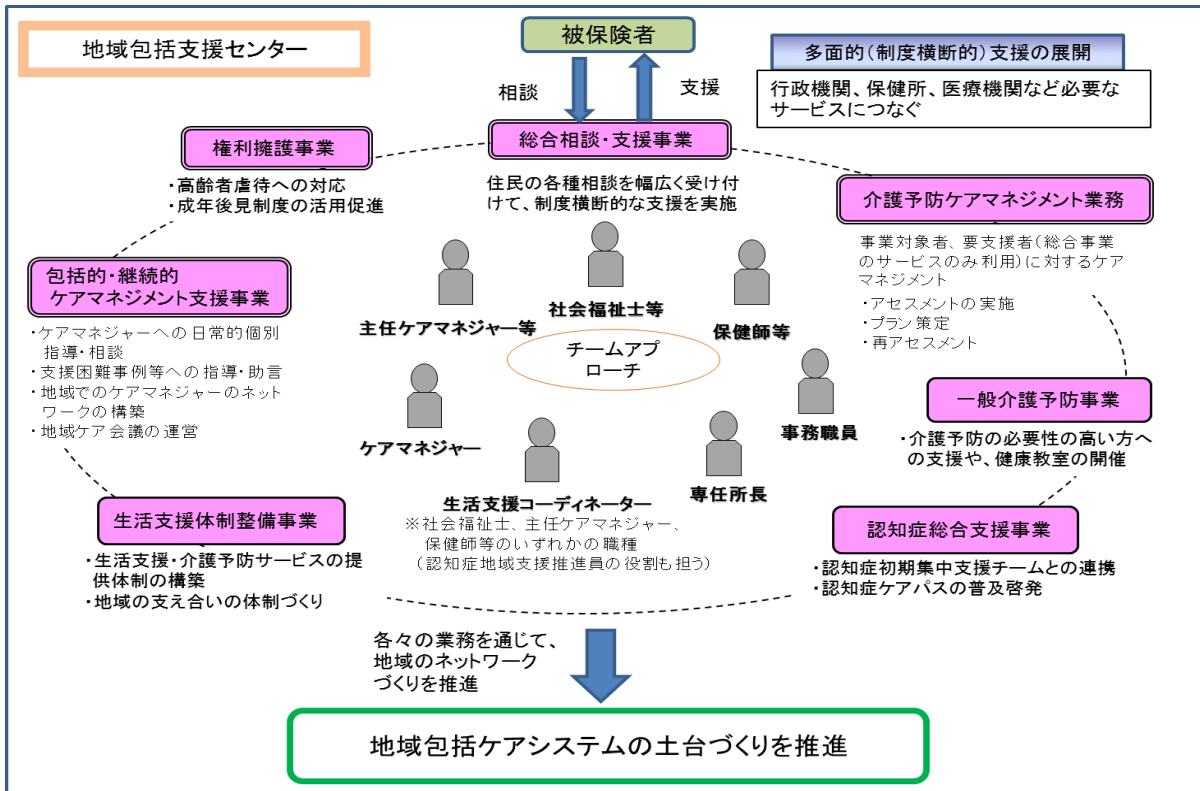 地域包括支援センター
被保険者
相談
支援
多面的（制度横断的）支援の展開
行政機関、保健所、医療機関など必要な
サービスにつなぐ
総合相談・支援事業
住民の各種相談を幅広く受け付
けて、制度横断的な支援を実施
権利擁護事業
・高齢者虐待への対応
・成年後見制度の活用促進
介護予防ケアマネジメント業務
事業対象者、要支援者（総合事業
のサービスのみ利用）に対するケア
マネジメント
・アセスメントの実施
・プラン策定
・再アセスメント
包括的・継続的
ケアマネジメント支援事業
・ケアマネジャーへの日常的個別
指導・相談
・支援困難事例等への指導・助言
・地域でのケアマネジャーのネット
ワークの構築
・地域ケア会議の運営
主任ケアマネジャー等
社会福祉士等
保健師等
チームアプ
ローチ
ケアマネジャー
生活支援コーディネーター
※社会福祉士、主任ケアマネジャー、
保健師等のいずれかの職種
（認知症地域支援推進員の役割も担う）
専任所長
事務職員
一般介護予防事業
・介護予防の必要性の高い方へ
の支援や、健康教室の開催
生活支援体制整備事業
・生活支援・介護予防サービスの提
供体制の構築
・地域の支え合いの体制づくり
認知症総合支援事業
・認知症初期集中支援チームとの連携
・認知症ケアパスの普及啓発
各々の業務を通じて、
地域のネットワーク
づくりを推進
地域包括ケアシステムの土台づくりを推進